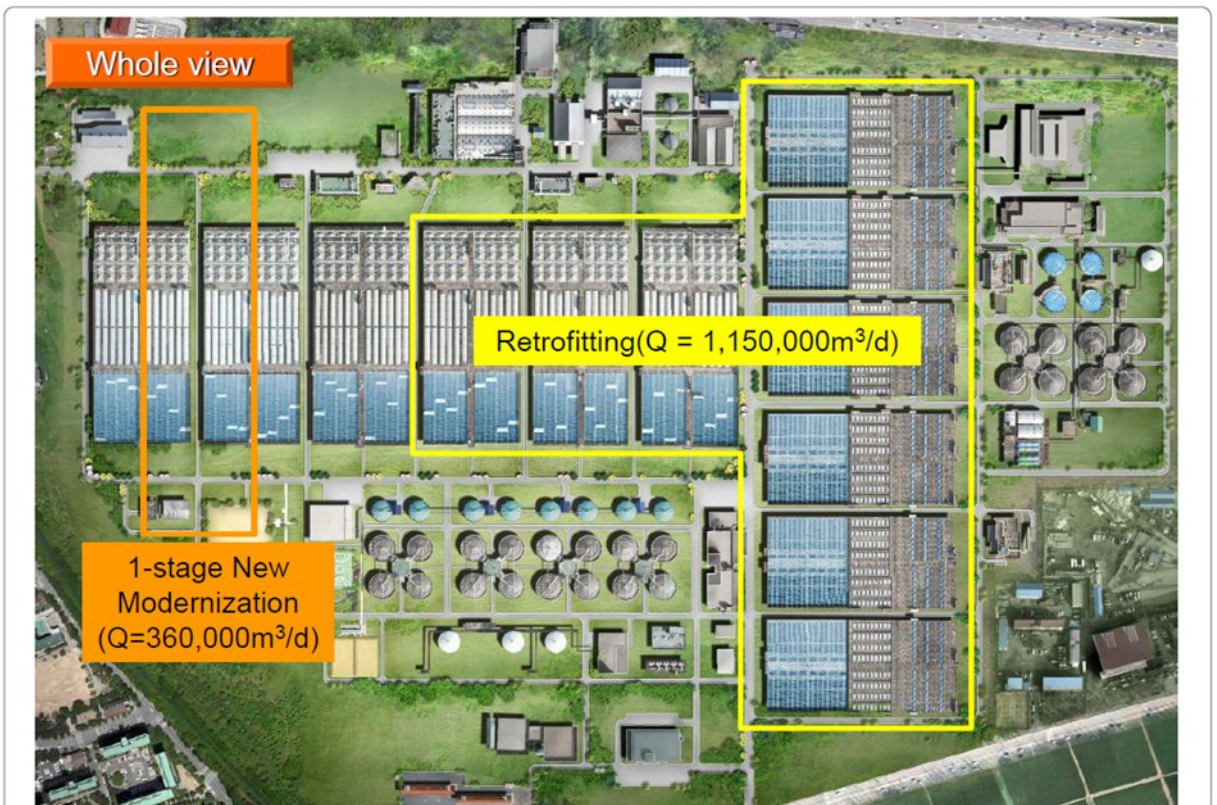 Whole view
Retrofitting(Q = 1,150,000m³/d)
1-stage New
Modernization
(Q=360,000m³/d)